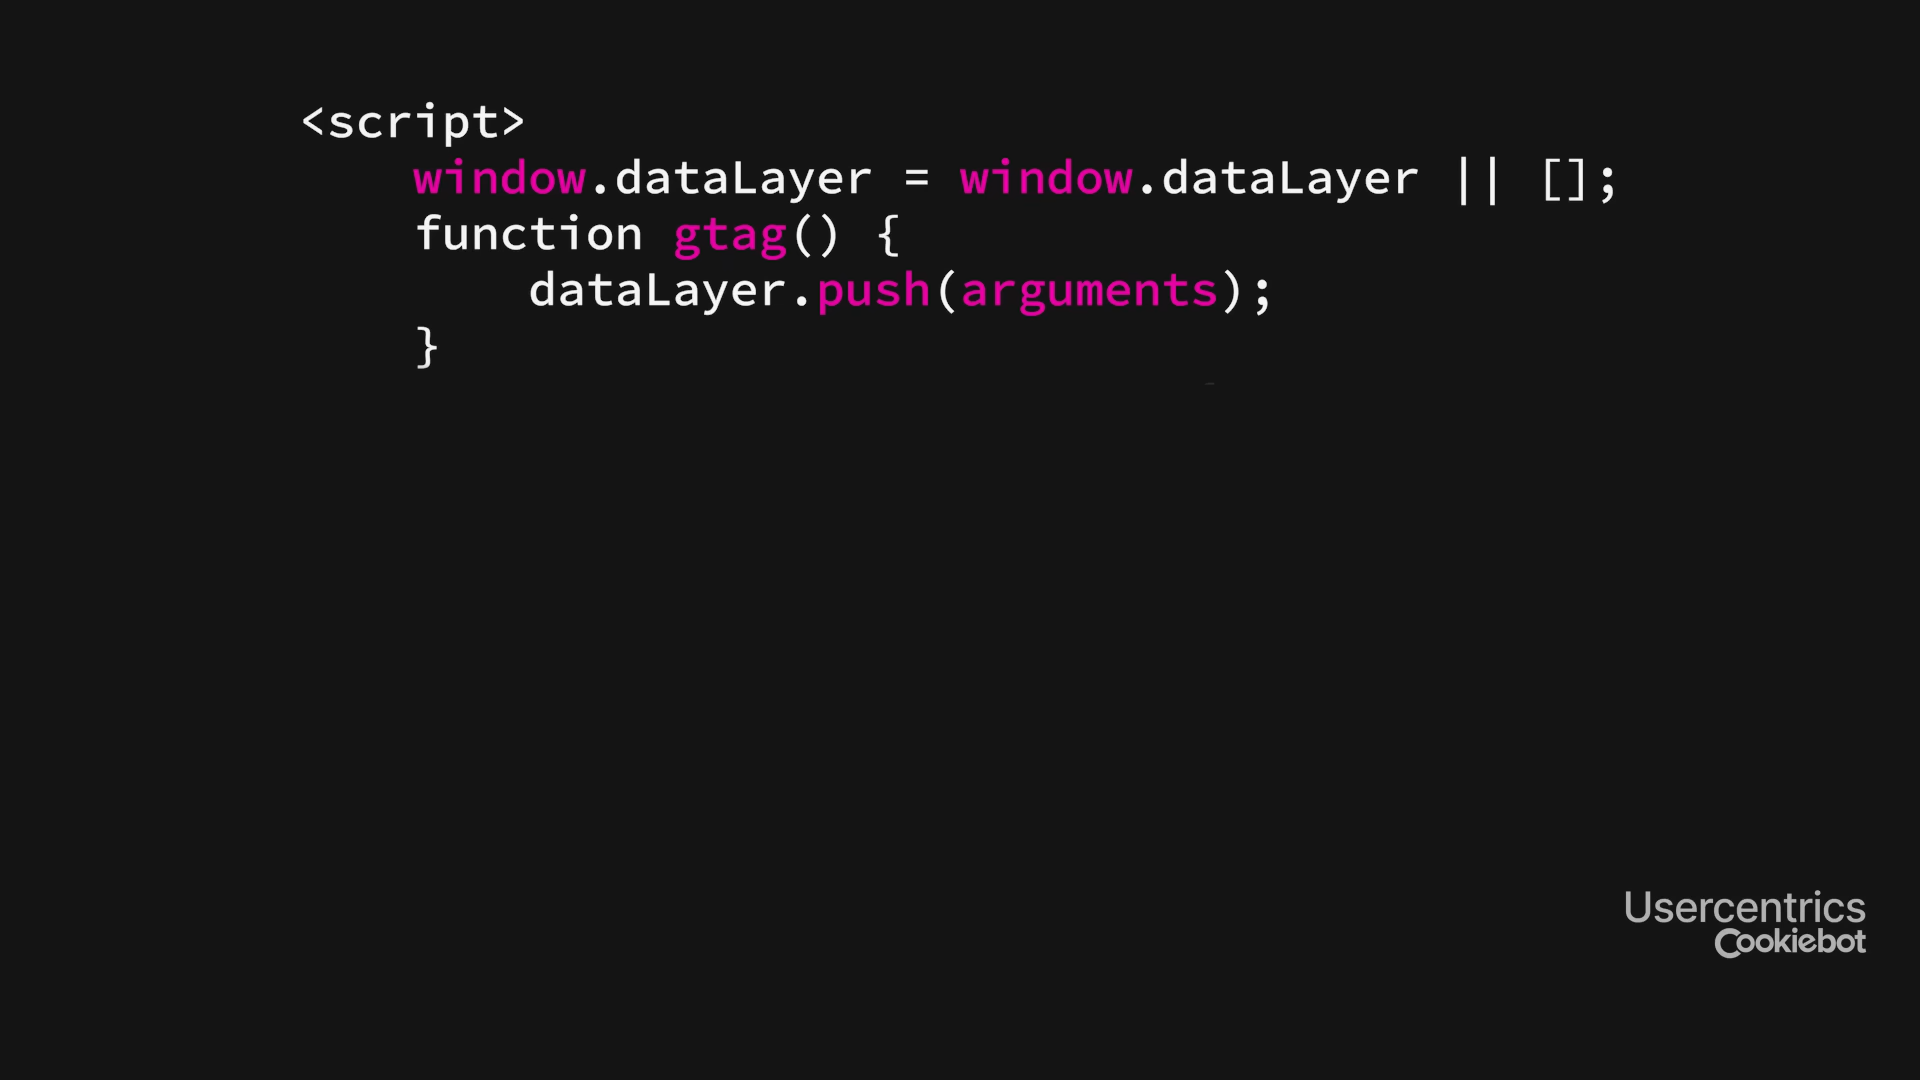 <script>
window.dataLayer = window.dataLayer || [];
function gtag() {
dataLayer.push(arguments);
}
Usercentrics
Cookiebot